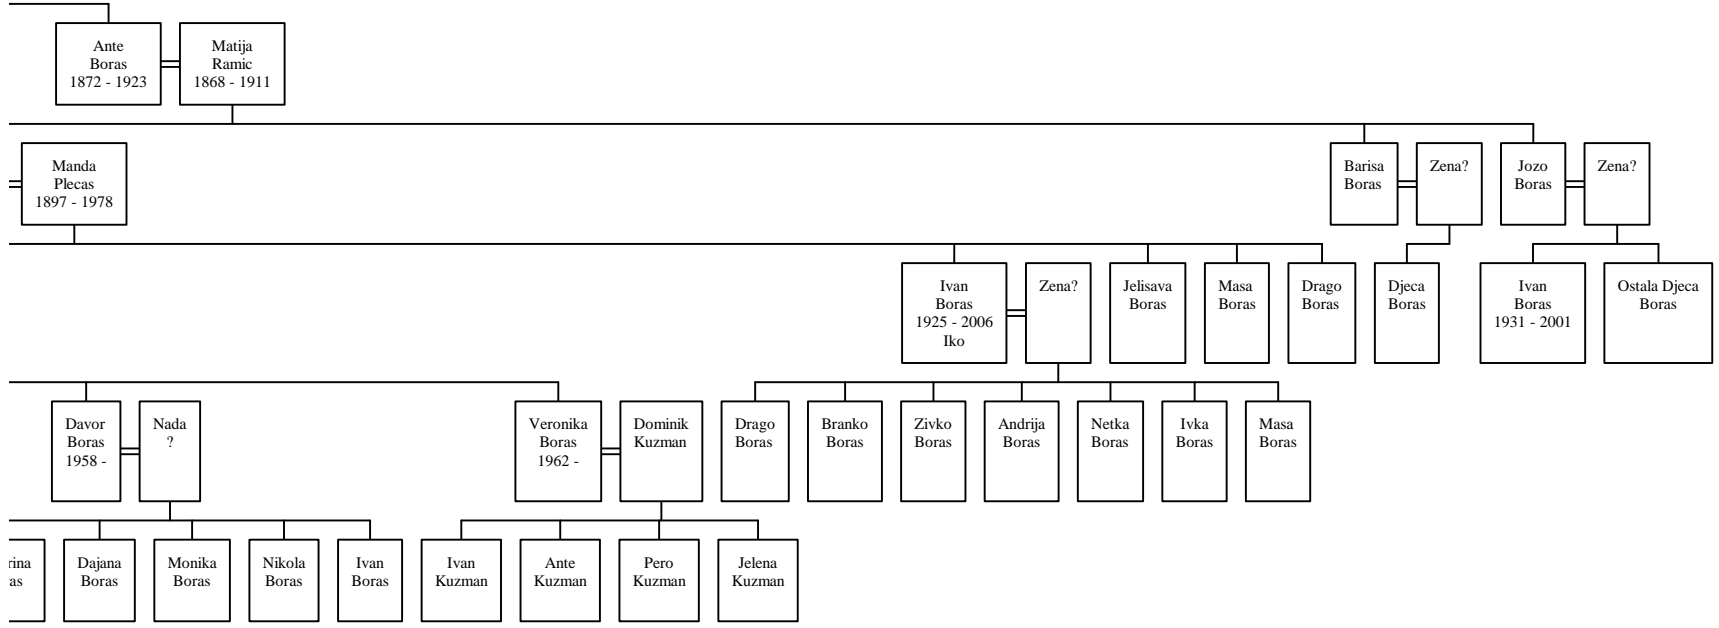 Ante
Boras
1872 - 1923
Matija
Ramic
1868 - 1911
Manda
Plecas
1897 - 1978
Barisa
Boras
Zena?
Jozo
Boras
Zena?
Ivan
Boras
1925 - 2006
Iko
Zena?
Jelisava
Boras
Masa
Boras
Drago
Boras
Djeca
Boras
Ivan
Boras
1931 - 2001
Ostala Djeca
Boras
Davor
Boras
1958 -
Nada
?
Veronika
Boras
1962 -
Dominik
Kuzman
Drago
Boras
Branko
Boras
Zivko
Boras
Andrija
Boras
Netka
Boras
Ivka
Boras
Masa
Boras
rina
ras
Dajana
Boras
Monika
Boras
Nikola
Boras
Ivan
Boras
Ivan
Kuzman
Ante
Kuzman
Pero
Kuzman
Jelena
Kuzman